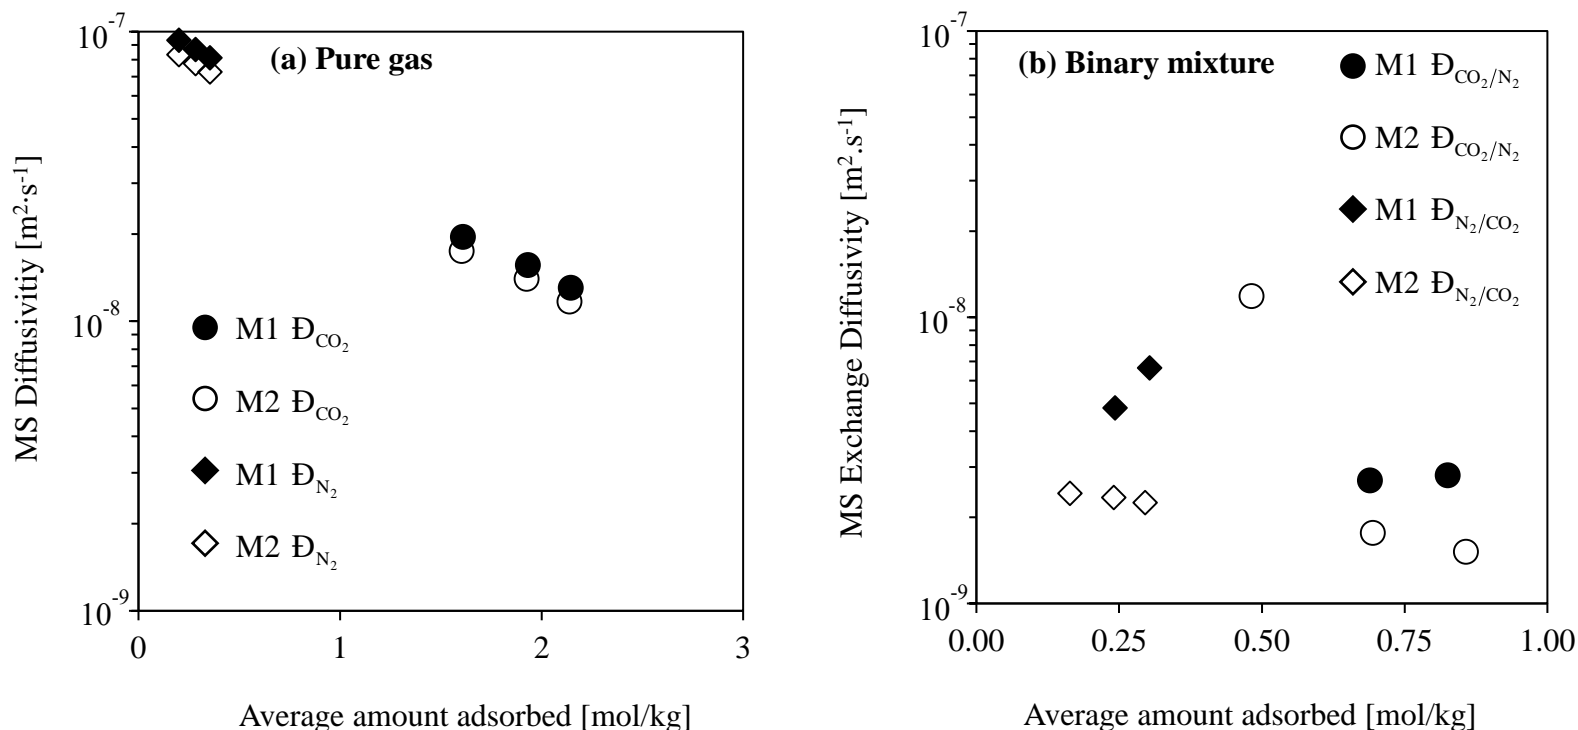 (a) Pure gas
MS Diffusivitiy [m²·s⁻¹]
10⁻⁷
10⁻⁸
10⁻⁹
M1 Đ_CO₂
M2 Đ_CO₂
M1 Đ_N₂
M2 Đ_N₂
0 1 2 3
Average amount adsorbed [mol/kg]
(b) Binary mixture
MS Exchange Diffusivity [m².s⁻¹]
10⁻⁷
10⁻⁸
10⁻⁹
M1 Đ_CO₂/N₂
M2 Đ_CO₂/N₂
M1 Đ_N₂/CO₂
M2 Đ_N₂/CO₂
0.00 0.25 0.50 0.75 1.00
Average amount adsorbed [mol/kg]